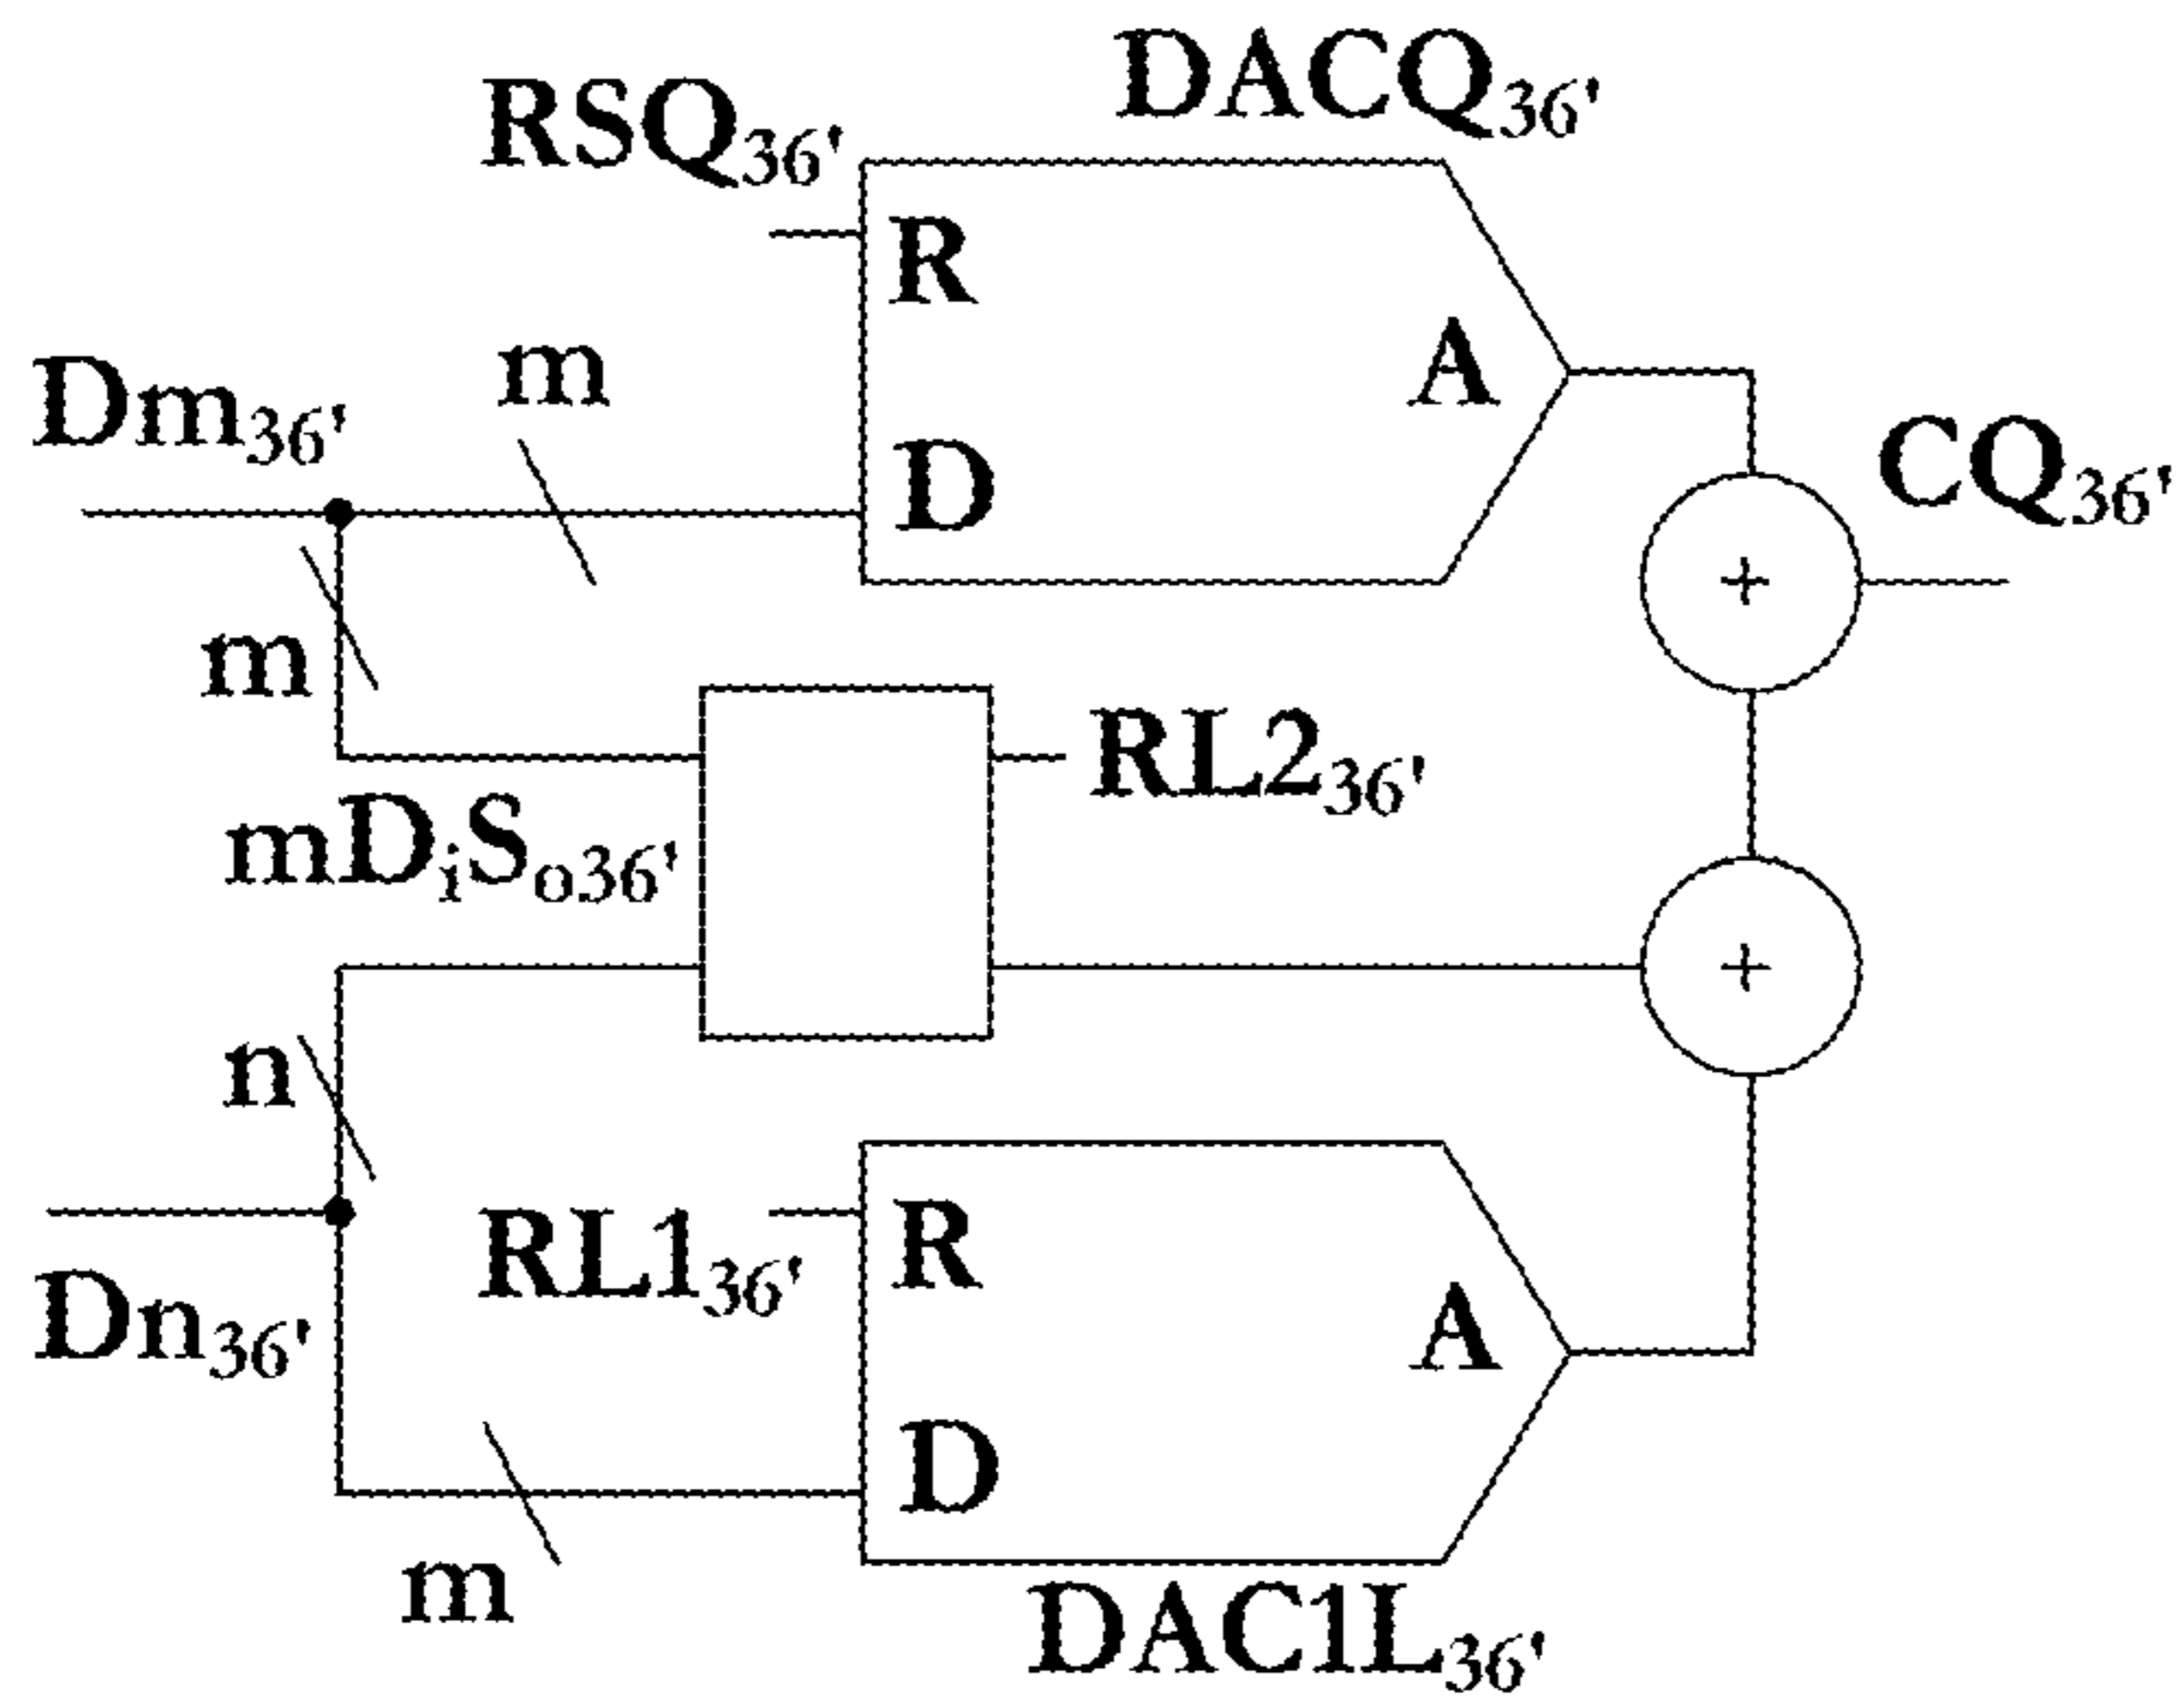 DACQ36'
RSQ36'
R
A
Dm36'
m
D
CQ36'
+
m
RL236'
mDiSo36'
+
n
RL136'
R
A
Dn36'
D
m
DAC1L36'